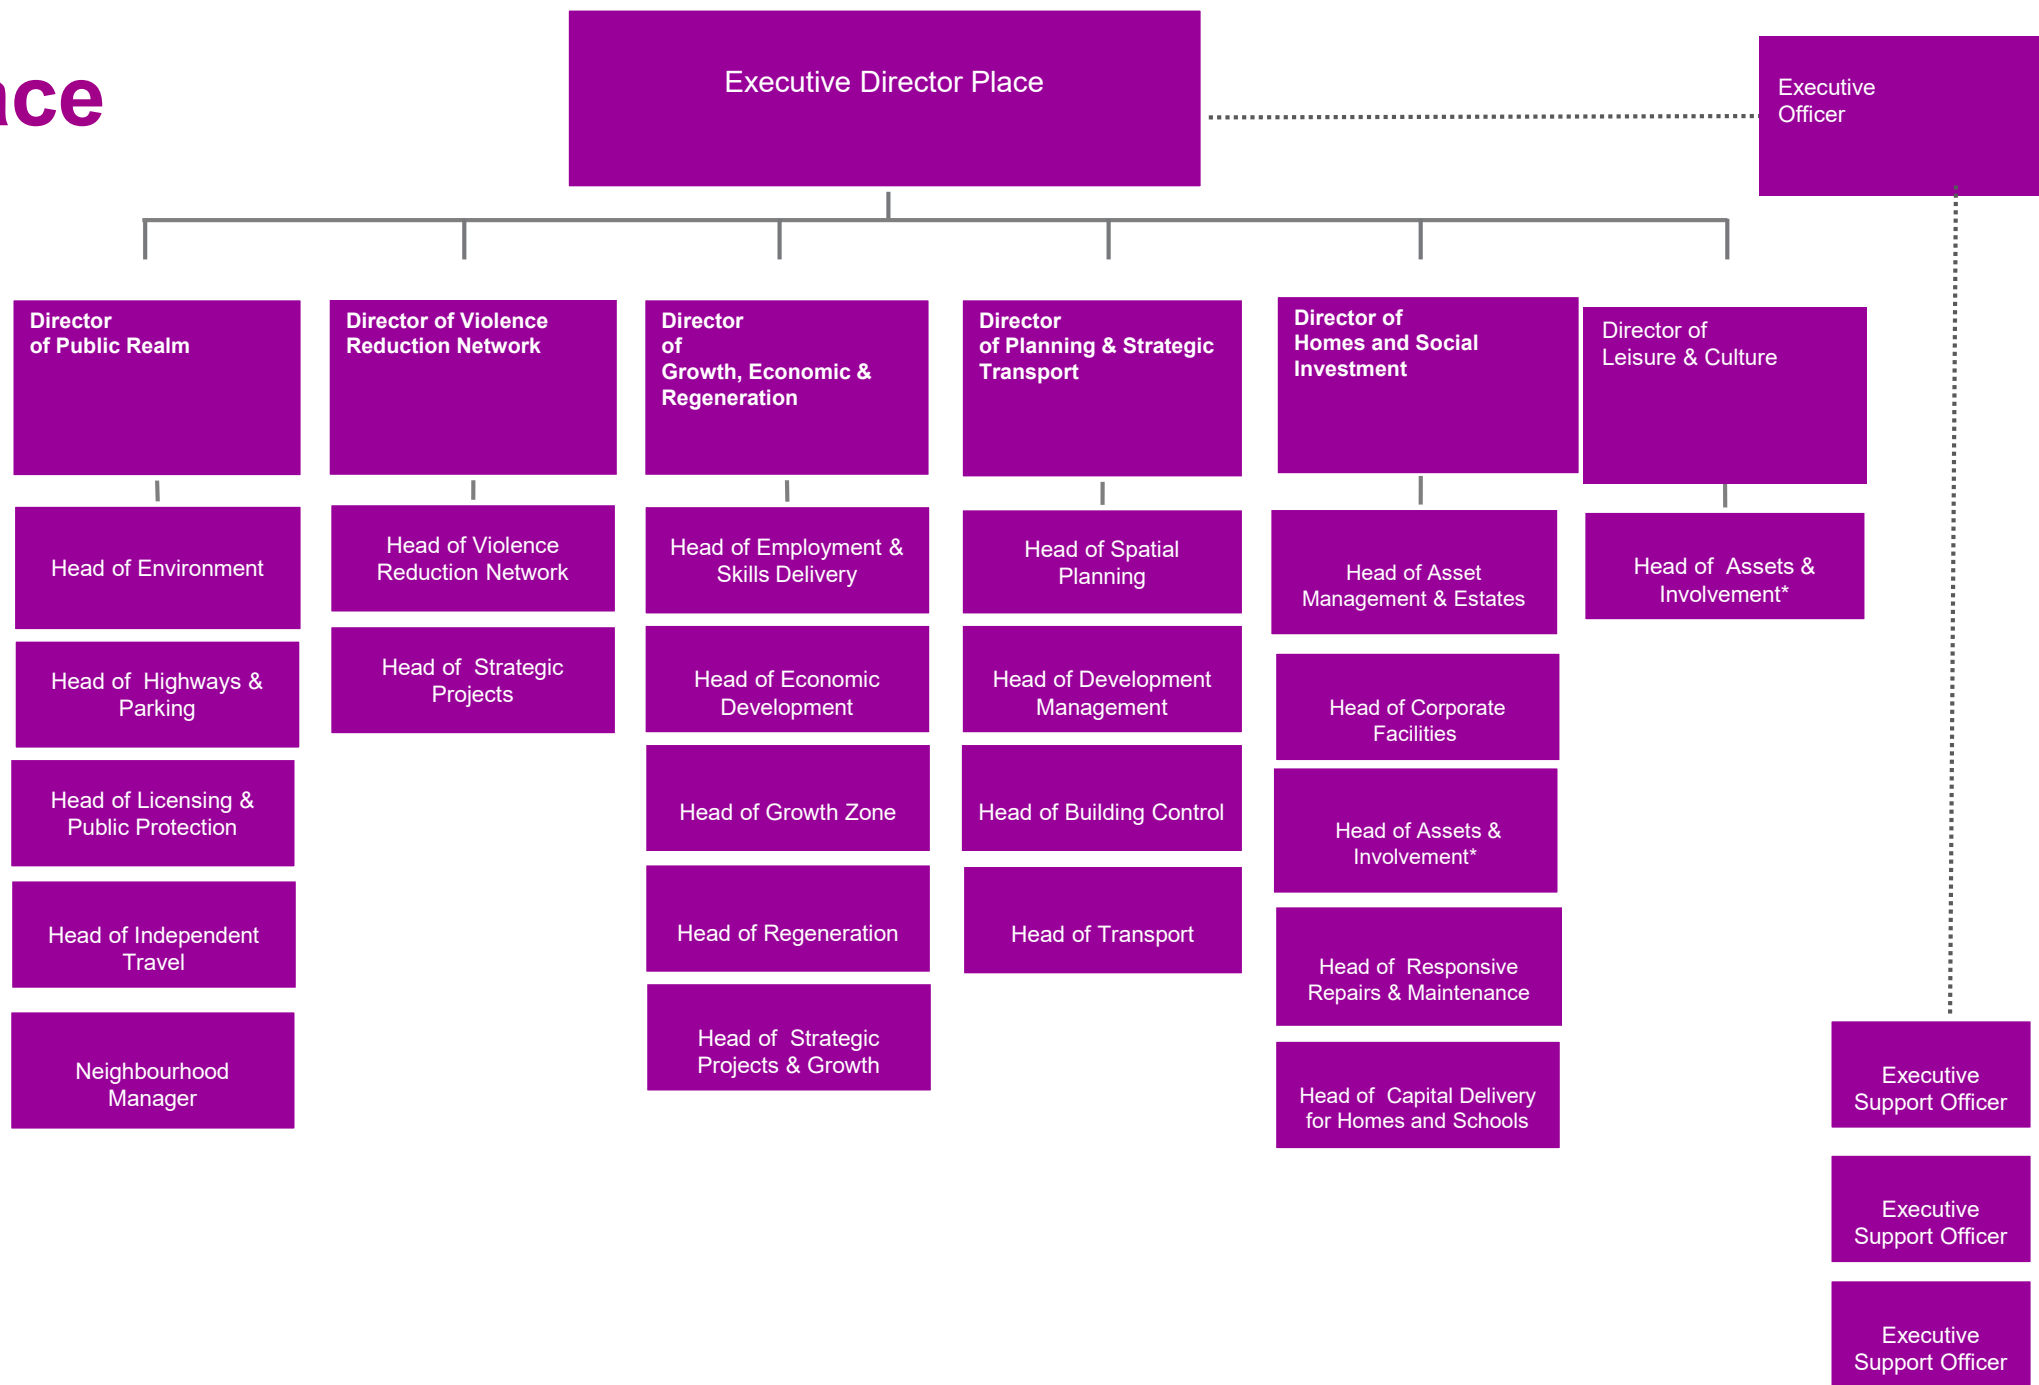 ace
Executive Director Place
Executive
Officer
Director
of Public Realm
Head of Environment
Head of  Highways &
Parking
Head of Licensing &
Public Protection
Head of Independent
Travel
Neighbourhood
Manager
Director of Violence
Reduction Network
Head of Violence
Reduction Network
Head of  Strategic
Projects
Director
of
Growth, Economic &
Regeneration
Head of Employment &
Skills Delivery
Head of Economic
Development
Head of Growth Zone
Head of Regeneration
Head of  Strategic
Projects & Growth
Director
of Planning & Strategic
Transport
Head of Spatial
Planning
Head of Development
Management
Head of Building Control
Head of Transport
Director of
Homes and Social
Investment
Head of Asset
Management & Estates
Head of Corporate
Facilities
Head of Assets &
Involvement*
Head of  Responsive
Repairs & Maintenance
Head of  Capital Delivery
for Homes and Schools
Director of
Leisure & Culture
Head of  Assets &
Involvement*
Executive
Support Officer
Executive
Support Officer
Executive
Support Officer